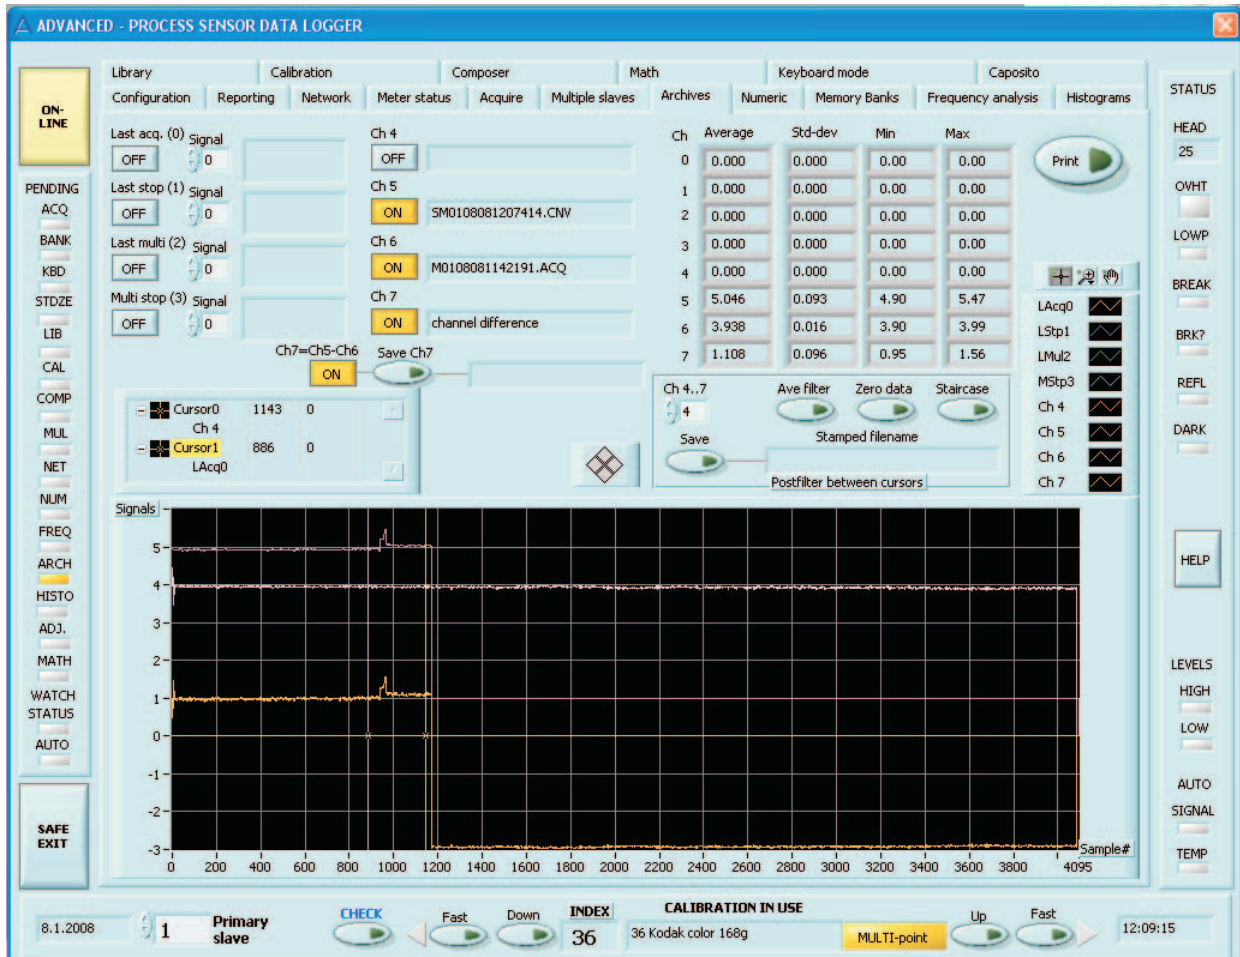 ADVANCED - PROCESS SENSOR DATA LOGGER
Library Calibration Composer Math Keyboard mode Caposito
Configuration Reporting Network Meter status Acquire Multiple slaves Archives Numeric Memory Banks Frequency analysis Histograms
ON-
LINE
PENDING
ACQ
BANK
KBD
STDZE
LIB
CAL
COMP
MUL
NET
NUM
FREQ
ARCH
HISTO
ADJ.
MATH
WATCH
STATUS
AUTO
SAFE
EXIT
Last acq. (0) Signal
OFF 0
Last stop (1) Signal
OFF 0
Last multi (2) Signal
OFF 0
Multi stop (3) Signal
OFF 0
Ch 4
OFF
Ch 5
ON SM0108081207414.CNV
Ch 6
ON M0108081142191.ACQ
Ch 7
ON channel difference
Ch7=Ch5-Ch6 Save Ch7
ON
Cursor0 1143 0
Ch 4
Cursor1 886 0
LAcq0
Ch Average Std-dev Min Max
0 0.000 0.000 0.00 0.00
1 0.000 0.000 0.00 0.00
2 0.000 0.000 0.00 0.00
3 0.000 0.000 0.00 0.00
4 0.000 0.000 0.00 0.00
5 5.046 0.093 4.90 5.47
6 3.938 0.016 3.90 3.99
7 1.108 0.096 0.95 1.56
Print
Ch 4..7 Ave filter Zero data Staircase
4
Save Stamped filename
Postfilter between cursors
LAcq0
LStp1
LMul2
MStp3
Ch 4
Ch 5
Ch 6
Ch 7
Signals
5
4
3
2
1
0
-1
-2
-3
0 200 400 600 800 1000 1200 1400 1600 1800 2000 2200 2400 2600 2800 3000 3200 3400 3600 3800 4095
Sample#
STATUS
HEAD
25
OVHT
LOWP
BREAK
BRK?
REFL
DARK
HELP
LEVELS
HIGH
LOW
AUTO
SIGNAL
TEMP
8.1.2008
1 Primary
slave
CHECK
Fast Down
INDEX
36
CALIBRATION IN USE
36 Kodak color 168g
MULTI-point
Up Fast
12:09:15